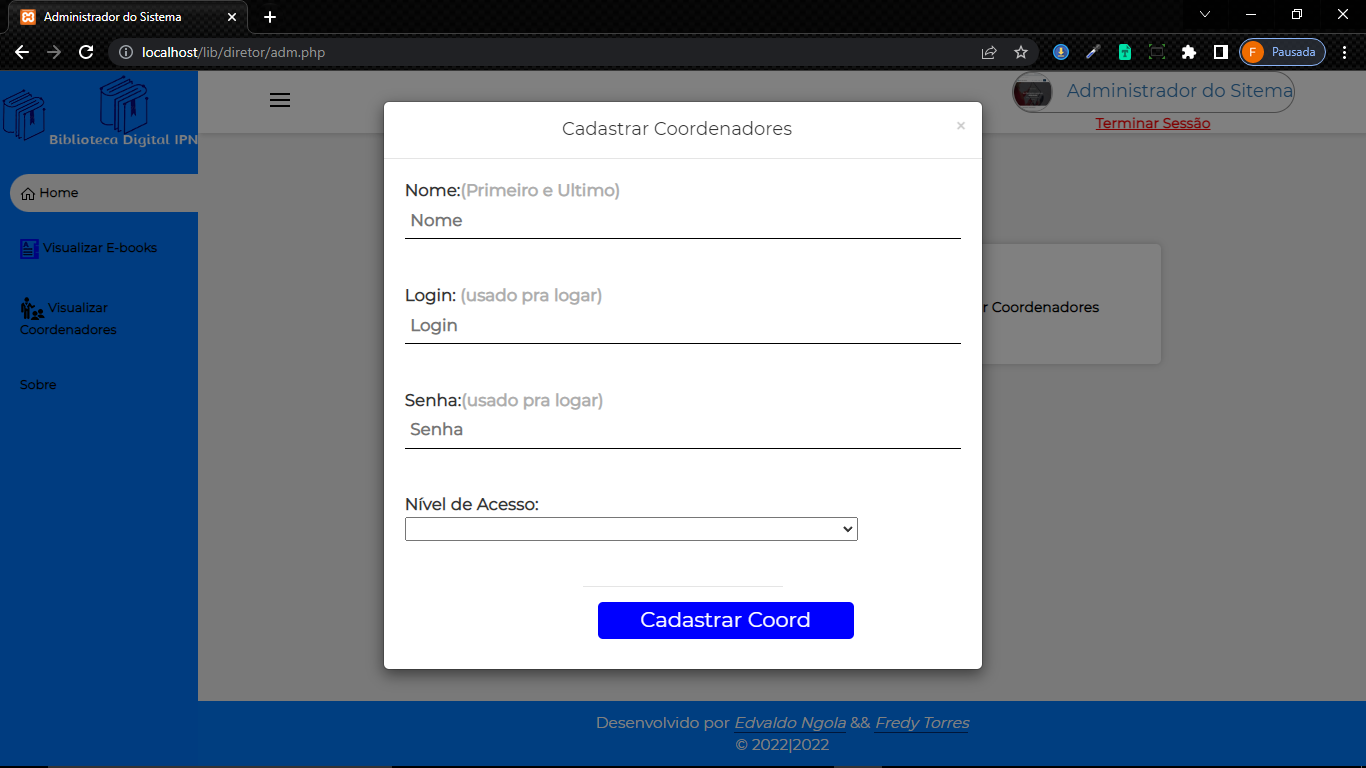 Administrador do Sistema
localhost/lib/diretor/adm.php
F Pausada
Biblioteca Digital IPN
Administrador do Sitema
Terminar Sessão
Home
Visualizar E-books
Visualizar
Coordenadores
Sobre
Cadastrar Coordenadores
×
Nome:(Primeiro e Ultimo)
Nome
Login: (usado pra logar)
Login
Senha:(usado pra logar)
Senha
Nível de Acesso:
Cadastrar Coord
r Coordenadores
Desenvolvido por Edvaldo Ngola && Fredy Torres
© 2022|2022